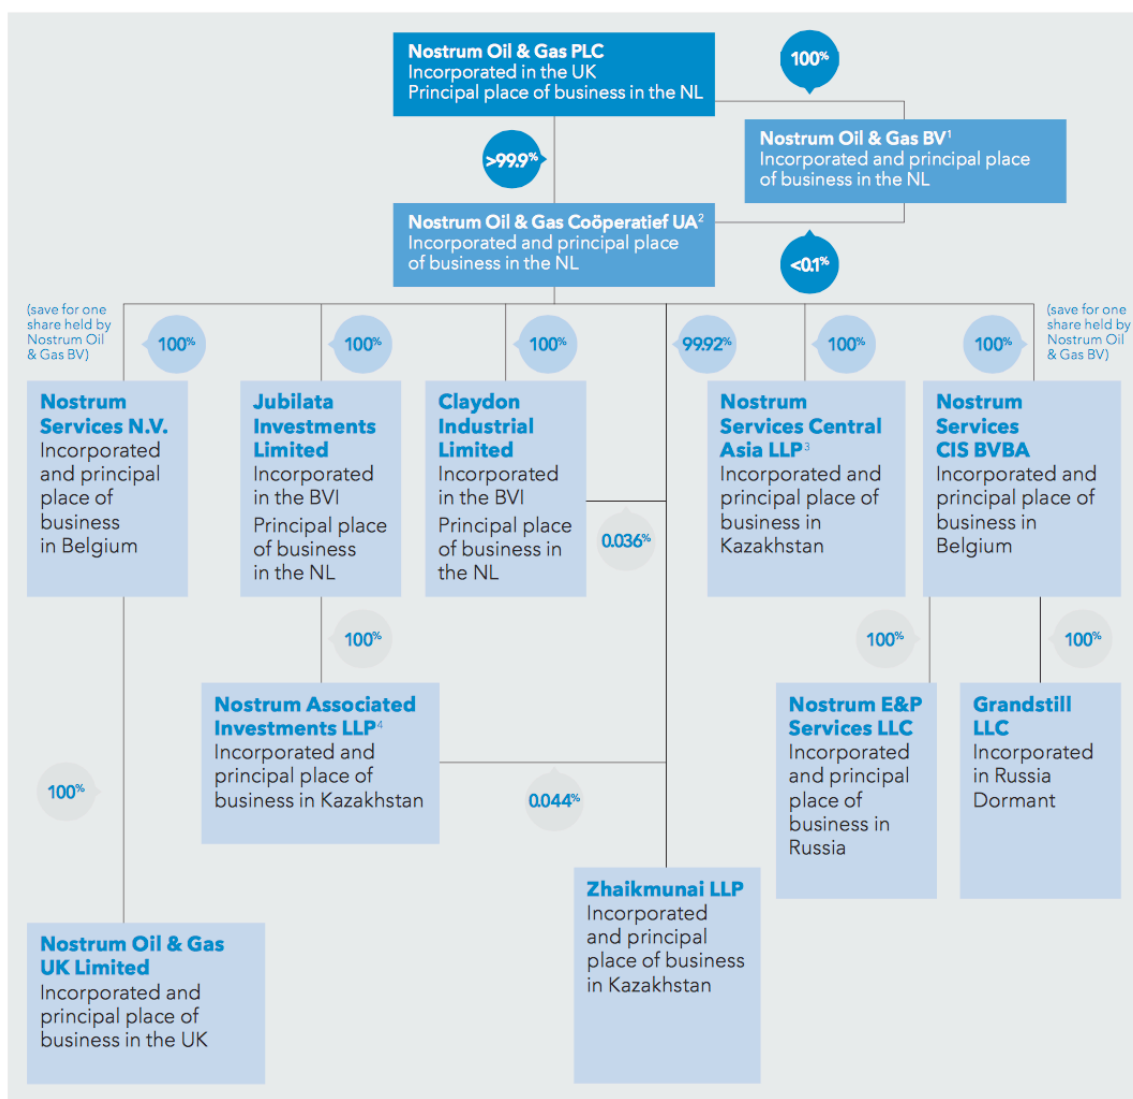 Nostrum Oil & Gas PLC
Incorporated in the UK
Principal place of business in the NL
100%
Nostrum Oil & Gas BV1
Incorporated and principal place
of business in the NL
>99.9%
Nostrum Oil & Gas Coöperatief UA2
Incorporated and principal place
of business in the NL
<0.1%
(save for one
share held by
Nostrum Oil
& Gas BV)
100%
100%
100%
99.92%
100%
100%
(save for one
share held by
Nostrum Oil
& Gas BV)
Nostrum
Services N.V.
Incorporated
and principal
place of
business
in Belgium
Jubilata
Investments
Limited
Incorporated
in the BVI
Principal place
of business
in the NL
Claydon
Industrial
Limited
Incorporated
in the BVI
Principal place
of business in
the NL
0.036%
Nostrum
Services Central
Asia LLP3
Incorporated and
principal place of
business in
Kazakhstan
Nostrum
Services
CIS BVBA
Incorporated and
principal place of
business in
Belgium
100%
100%
100%
Nostrum Associated
Investments LLP4
Incorporated and
principal place of
business in Kazakhstan
Nostrum E&P
Services LLC
Incorporated
and principal
place of
business in
Russia
Grandstill
LLC
Incorporated
in Russia
Dormant
100%
0.044%
Zhaikmunai LLP
Incorporated
and principal
place of business
in Kazakhstan
Nostrum Oil & Gas
UK Limited
Incorporated and
principal place of
business in the UK